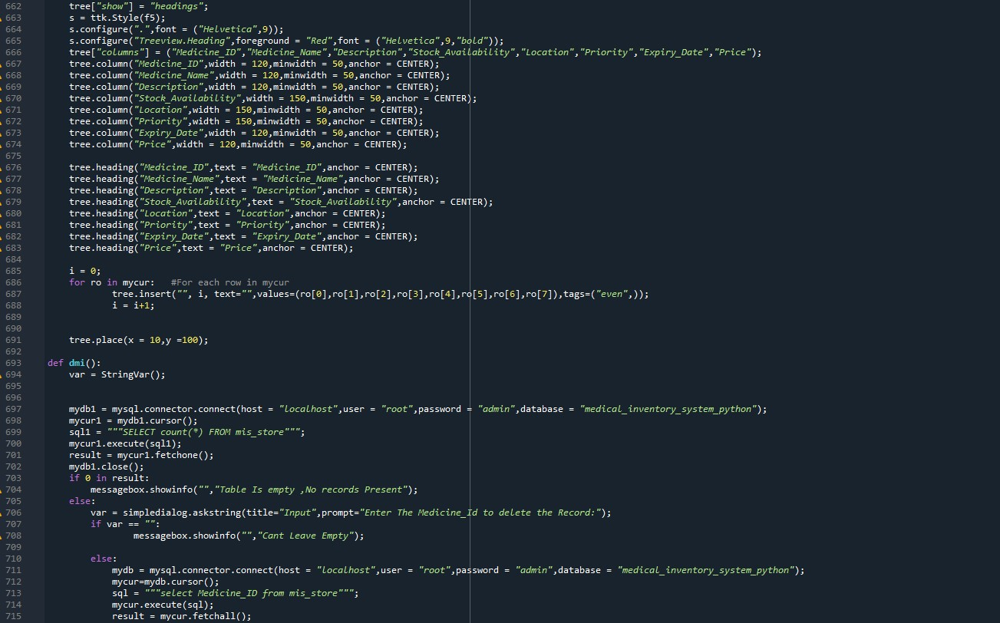 662 tree["show"] = "headings";
663 s = ttk.Style(f5);
664 s.configure(".",font = ("Helvetica",9));
665 s.configure("Treeview.Heading",foreground = "Red",font = ("Helvetica",9,"bold"));
666 tree["columns"] = ("Medicine_ID","Medicine_Name","Description","Stock_Availability","Location","Priority","Expiry_Date","Price");
667 tree.column("Medicine_ID",width = 120,minwidth = 50,anchor = CENTER);
668 tree.column("Medicine_Name",width = 120,minwidth = 50,anchor = CENTER);
669 tree.column("Description",width = 120,minwidth = 50,anchor = CENTER);
670 tree.column("Stock_Availability",width = 150,minwidth = 50,anchor = CENTER);
671 tree.column("Location",width = 150,minwidth = 50,anchor = CENTER);
672 tree.column("Priority",width = 150,minwidth = 50,anchor = CENTER);
673 tree.column("Expiry_Date",width = 120,minwidth = 50,anchor = CENTER);
674 tree.column("Price",width = 120,minwidth = 50,anchor = CENTER);
675
676 tree.heading("Medicine_ID",text = "Medicine_ID",anchor = CENTER);
677 tree.heading("Medicine_Name",text = "Medicine_Name",anchor = CENTER);
678 tree.heading("Description",text = "Description",anchor = CENTER);
679 tree.heading("Stock_Availability",text = "Stock_Availability",anchor = CENTER);
680 tree.heading("Location",text = "Location",anchor = CENTER);
681 tree.heading("Priority",text = "Priority",anchor = CENTER);
682 tree.heading("Expiry_Date",text = "Expiry_Date",anchor = CENTER);
683 tree.heading("Price",text = "Price",anchor = CENTER);
684
685 i = 0;
686 for ro in mycur: #For each row in mycur
687 tree.insert("", i, text="",values=(ro[0],ro[1],ro[2],ro[3],ro[4],ro[5],ro[6],ro[7]),tags=("even",));
688 i = i+1;
689
690
691 tree.place(x = 10,y =100);
692
693 def dmi():
694 var = StringVar();
695
696
697 mydb1 = mysql.connector.connect(host = "localhost",user = "root",password = "admin",database = "medical_inventory_system_python");
698 mycur1 = mydb1.cursor();
699 sql1 = """SELECT count(*) FROM mis_store""";
700 mycur1.execute(sql1);
701 result = mycur1.fetchone();
702 mydb1.close();
703 if 0 in result:
704 messagebox.showinfo("","Table Is empty ,No records Present");
705 else:
706 var = simpledialog.askstring(title="Input",prompt="Enter The Medicine_Id to delete the Record:");
707 if var == "":
708 messagebox.showinfo("","Cant Leave Empty");
709
710 else:
711 mydb = mysql.connector.connect(host = "localhost",user = "root",password = "admin",database = "medical_inventory_system_python");
712 mycur=mydb.cursor();
713 sql = """select Medicine_ID from mis_store""";
714 mycur.execute(sql);
715 result = mycur.fetchall();